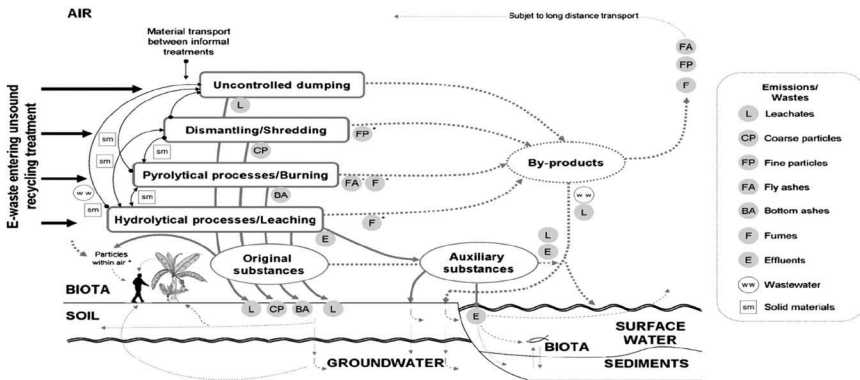 AIR
Subjet to long distance transport
Material transport
between informal
treatments
FA
FP
F
E-waste entering unsound
recycling treatment
Uncontrolled dumping
L
Dismantling/Shredding
FP*
CP
sm
sm
Pyrolytical processes/Burning
FA F*
BA
sm
ww
sm
Hydrolytical processes/Leaching
F*
E
By-products
ww
L
L
E
Particles
within air *
Original
substances
Auxiliary
substances
BIOTA
SOIL
L CP BA L
E
GROUNDWATER
BIOTA
SURFACE
WATER
SEDIMENTS
Emissions/
Wastes
L Leachates
CP Coarse particles
FP Fine particles
FA Fly ashes
BA Bottom ashes
F Fumes
E Effluents
ww Wastewater
sm Solid materials